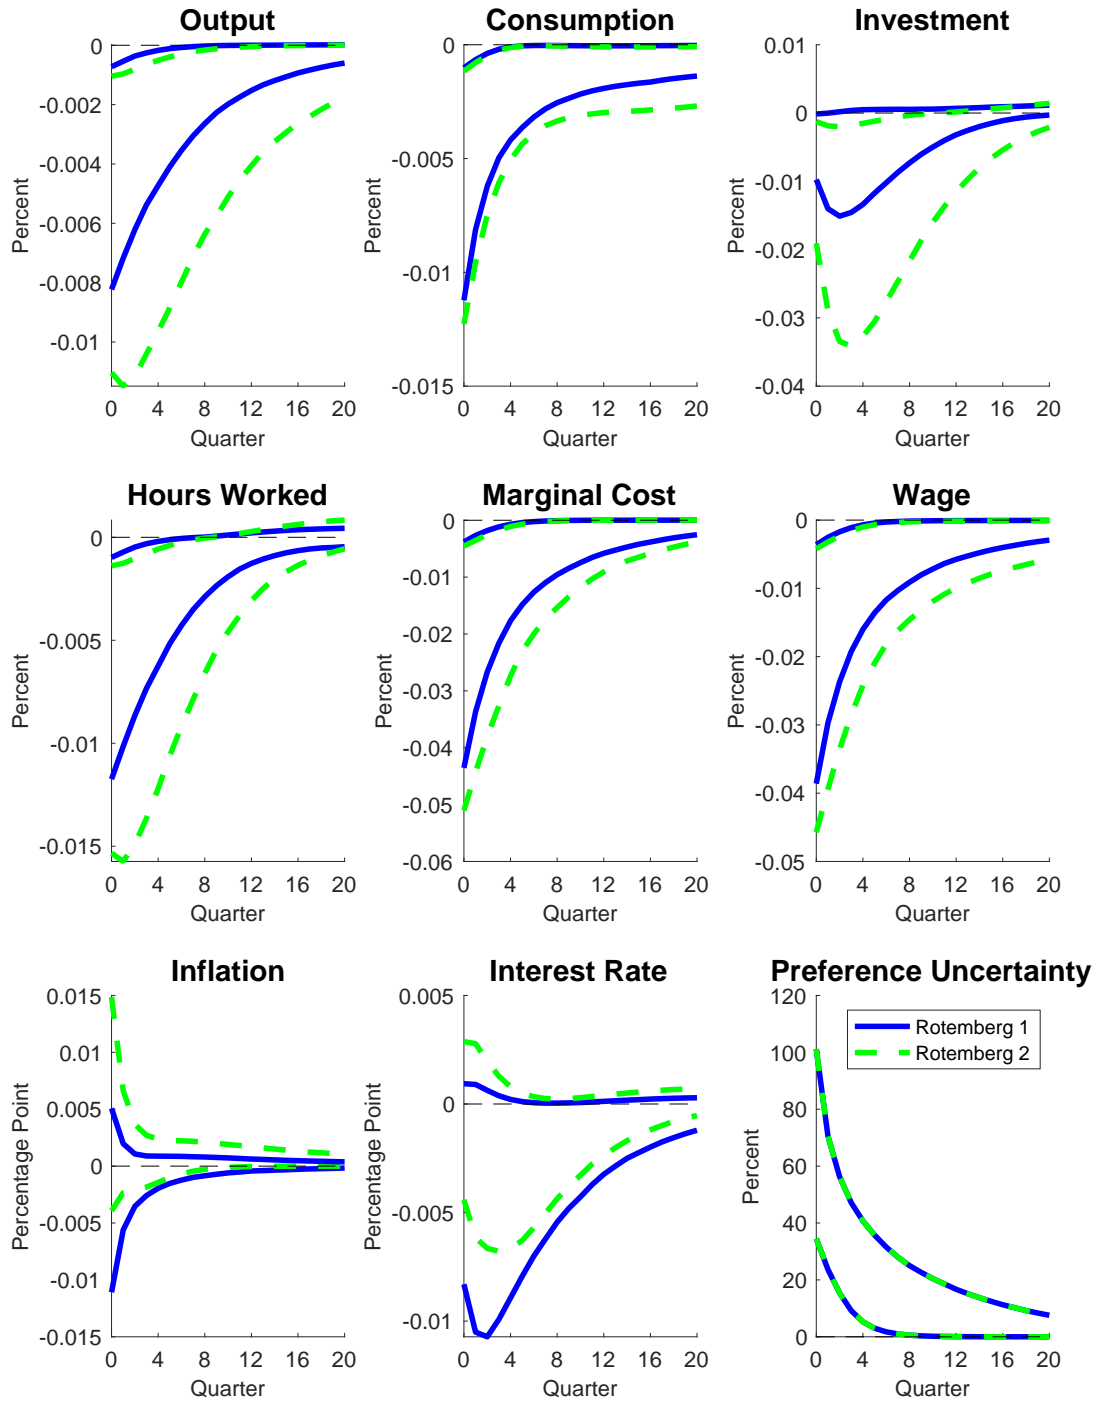 Output
Percent
0
-0.002
-0.004
-0.006
-0.008
-0.01
0 4 8 12 16 20
Quarter
Consumption
Percent
0
-0.005
-0.01
-0.015
0 4 8 12 16 20
Quarter
Investment
Percent
0.01
0
-0.01
-0.02
-0.03
-0.04
0 4 8 12 16 20
Quarter
Hours Worked
Percent
0
-0.005
-0.01
-0.015
0 4 8 12 16 20
Quarter
Marginal Cost
Percent
0
-0.01
-0.02
-0.03
-0.04
-0.05
-0.06
0 4 8 12 16 20
Quarter
Wage
Percent
0
-0.01
-0.02
-0.03
-0.04
-0.05
0 4 8 12 16 20
Quarter
Inflation
Percentage Point
0.015
0.01
0.005
0
-0.005
-0.01
-0.015
0 4 8 12 16 20
Quarter
Interest Rate
Percentage Point
0.005
0
-0.005
-0.01
0 4 8 12 16 20
Quarter
Preference Uncertainty
Percent
120
100
80
60
40
20
0
Rotemberg 1
Rotemberg 2
0 4 8 12 16 20
Quarter